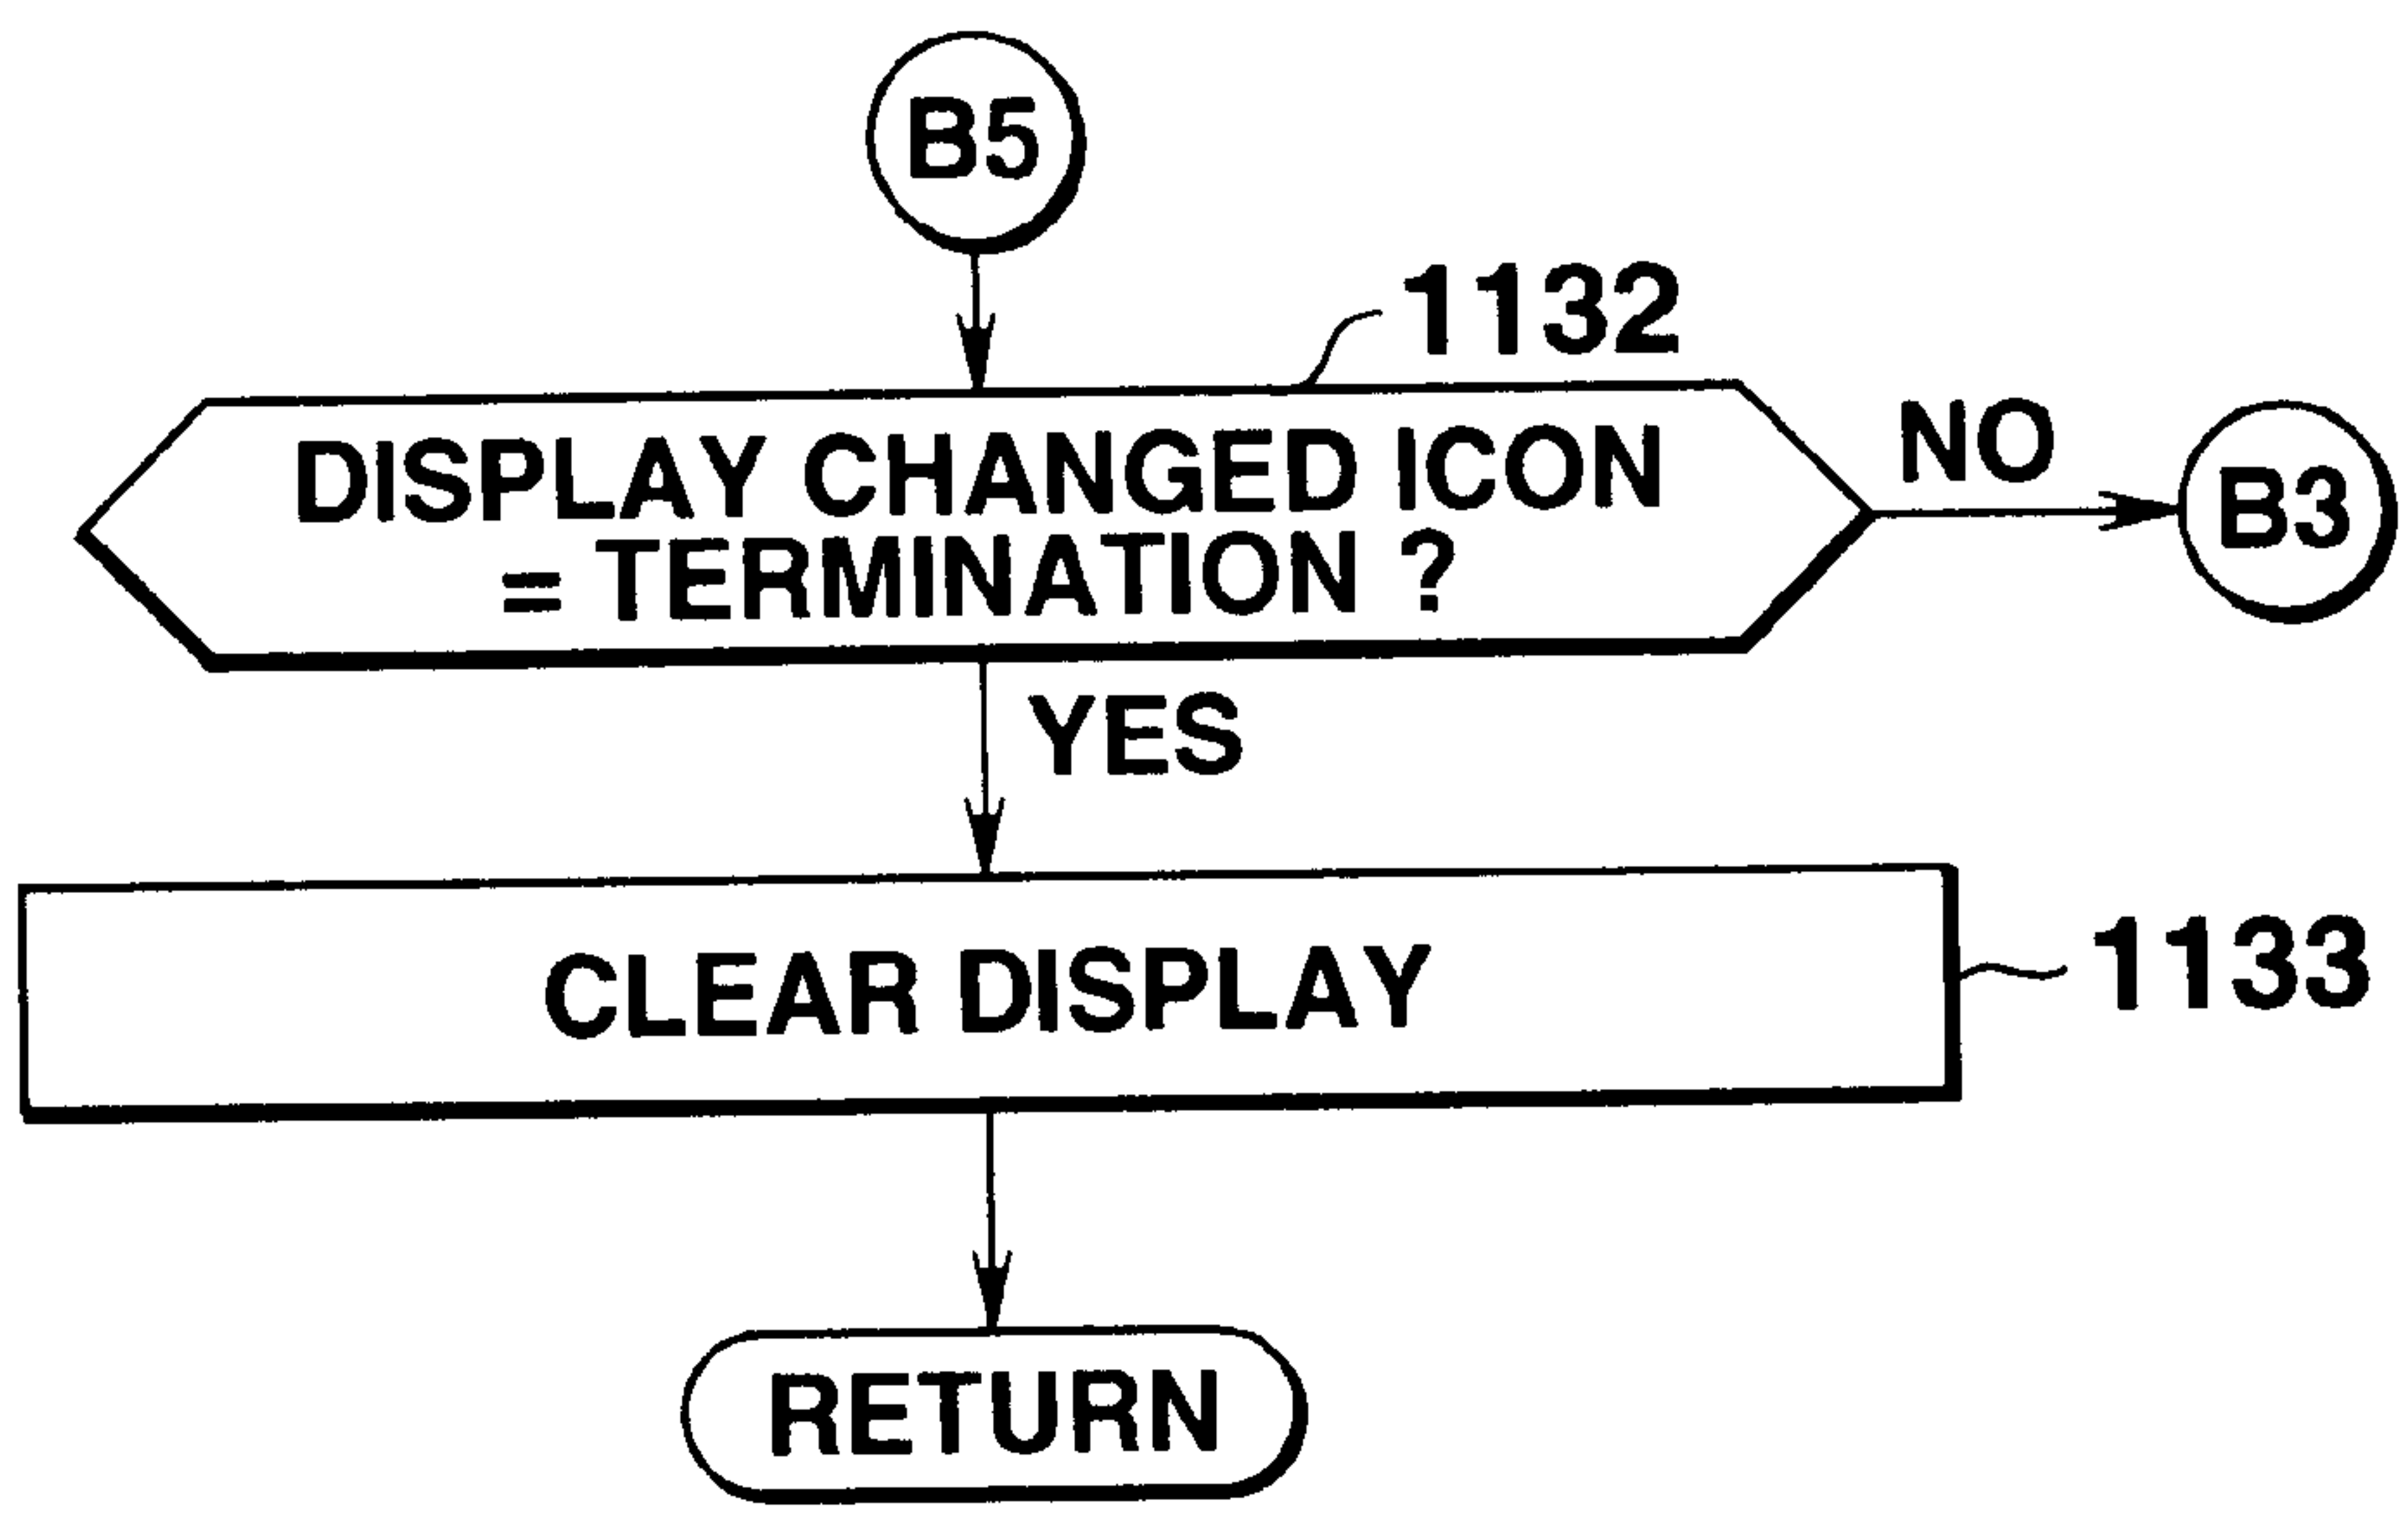 B5
1132
DISPLAY CHANGED ICON
= TERMINATION ?
NO
B3
YES
CLEAR DISPLAY
1133
RETURN